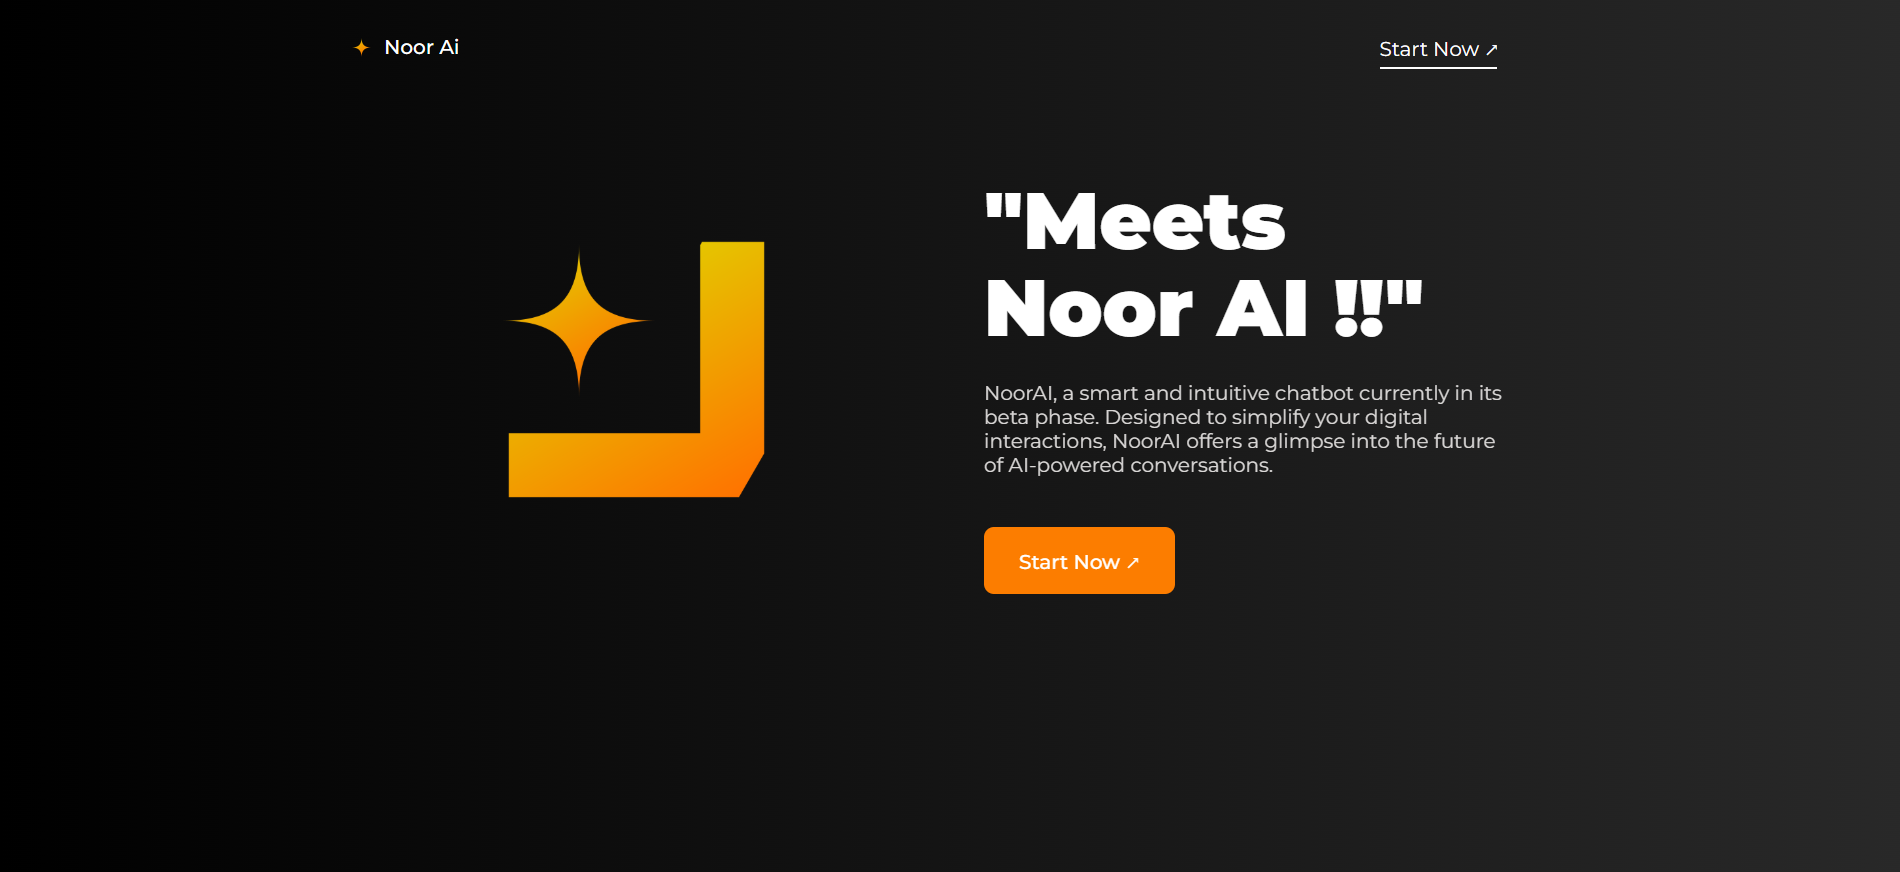 Noor Ai
Start Now ↗
"Meets
Noor AI !!"
NoorAI, a smart and intuitive chatbot currently in its
beta phase. Designed to simplify your digital
interactions, NoorAI offers a glimpse into the future
of AI-powered conversations.
Start Now ↗